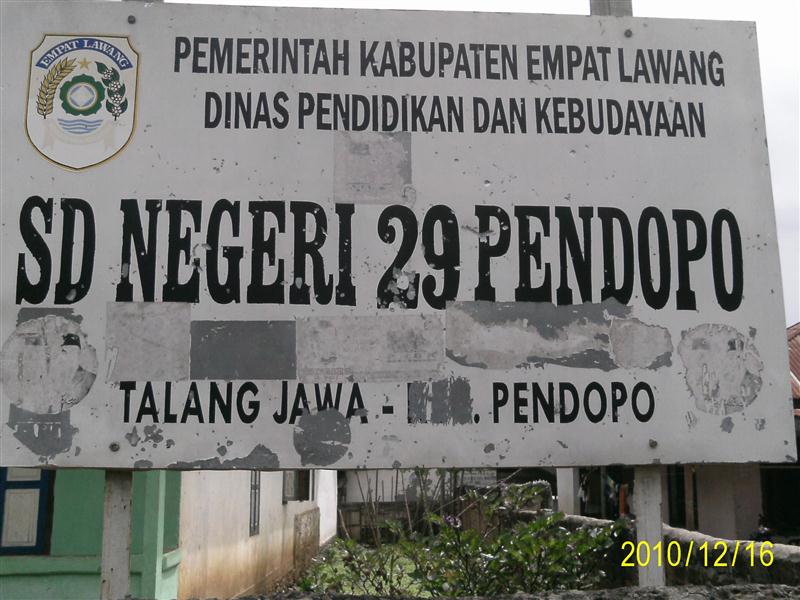 EMPAT LAWANG
PEMERINTAH KABUPATEN EMPAT LAWANG
DINAS PENDIDIKAN DAN KEBUDAYAAN
SD NEGERI 29 PENDOPO
TALANG JAWA - . PENDOPO
2010/12/16